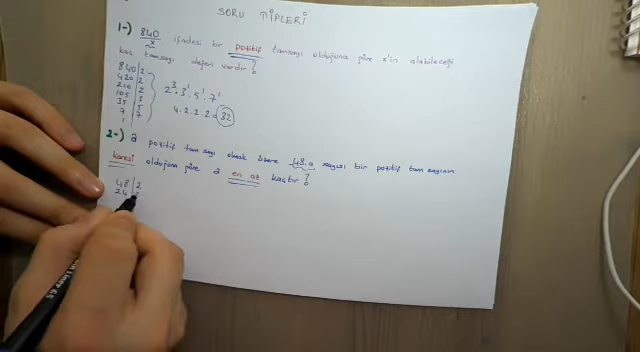 SORU TİPLERİ
1-) 840/x ifadesi bir pozitif tamsayı olduğuna göre x'in alabileceği
kaç tamsayı değeri vardır?
840 2
420 2
210 2
105 3
35 5
7 7
1
2³.3¹.5¹.7¹
4.2.2.2=32
2-) a pozitif tam sayı olmak üzere 48.a sayısı bir pozitif tam sayının
karesi olduğuna göre a en az kaçtır?
48 2
24